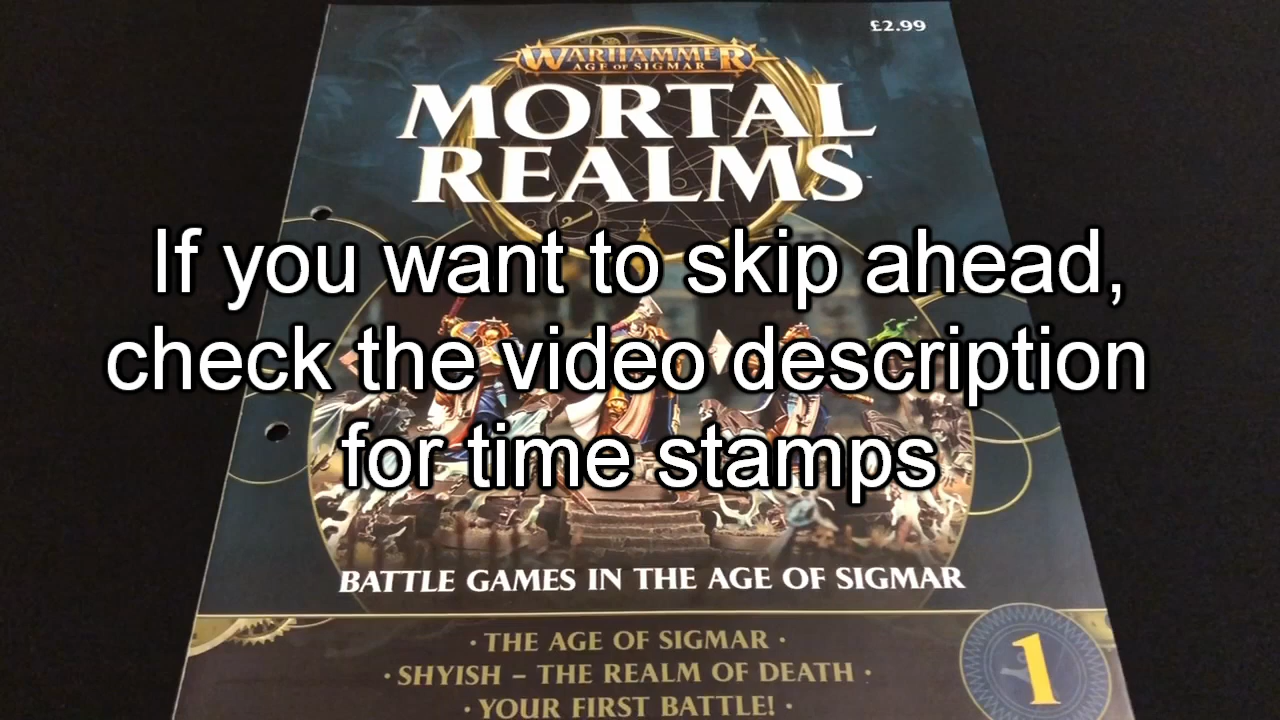 £2.99
WARHAMMER
AGE OF SIGMAR
MORTAL
REALMS
If you want to skip ahead,
check the video description
for time stamps
BATTLE GAMES IN THE AGE OF SIGMAR
· THE AGE OF SIGMAR ·
· SHYISH – THE REALM OF DEATH ·
· YOUR FIRST BATTLE! ·
1